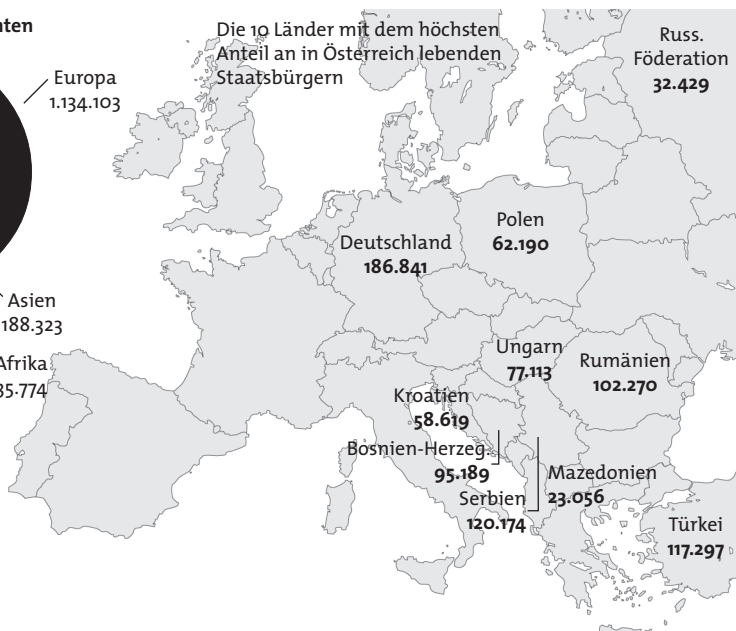 nten
Europa
1.134.103
Asien
188.323
Afrika
35.774
Die 10 Länder mit dem höchsten
Anteil an in Österreich lebenden
Staatsbürgern
Russ.
Föderation
32.429
Polen
62.190
Deutschland
186.841
Ungarn
77.113
Rumänien
102.270
Kroatien
58.619
Bosnien-Herzeg.
95.189
Mazedonien
23.056
Serbien
120.174
Türkei
117.297